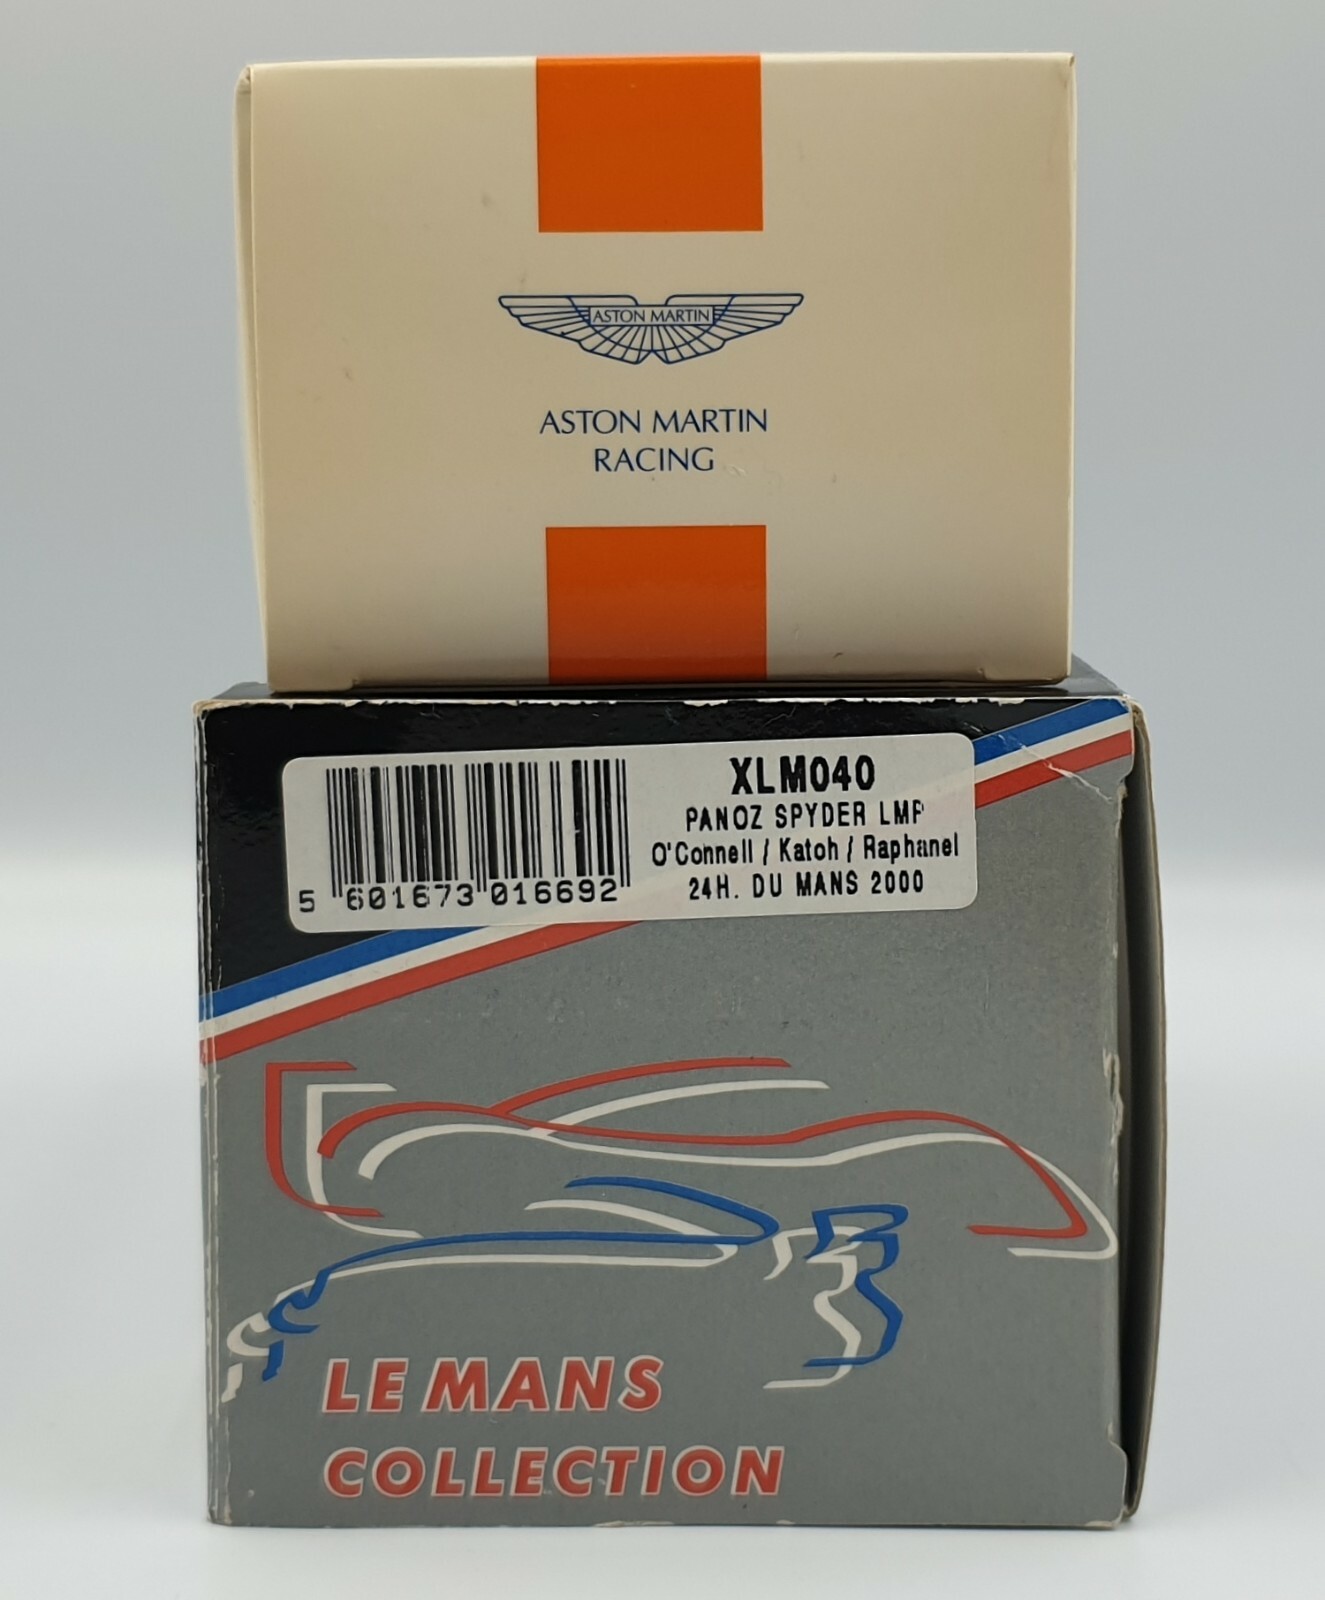 ASTON MARTIN
ASTON MARTIN
RACING
XLM040
PANOZ SPYDER LMP
O'Connell / Katoh / Raphanel
24H. DU MANS 2000
5 601673 016692
LE MANS
COLLECTION